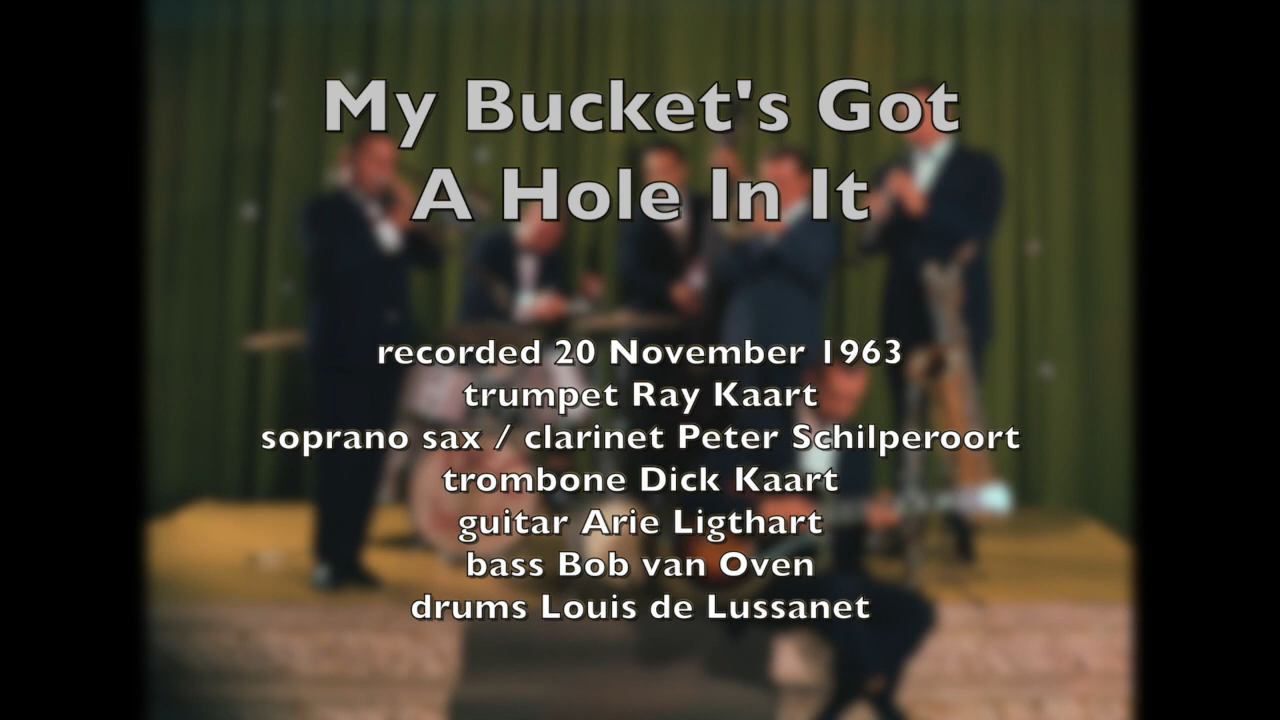 My Bucket's Got
A Hole In It
recorded 20 November 1963
trumpet Ray Kaart
soprano sax / clarinet Peter Schilperoort
trombone Dick Kaart
guitar Arie Ligthart
bass Bob van Oven
drums Louis de Lussanet